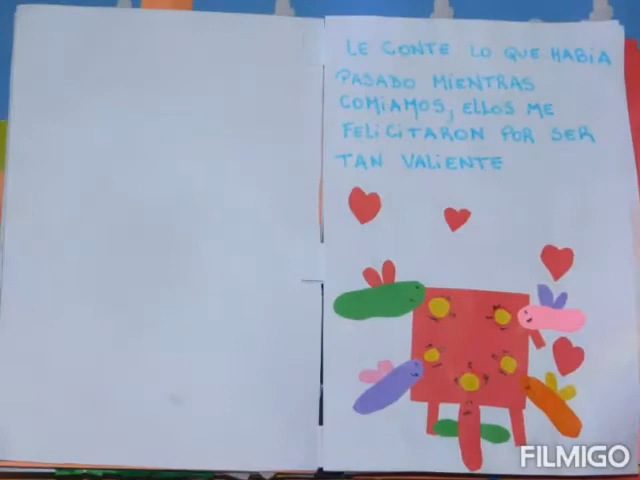 LE CONTE LO QUE HABIA
PASADO MIENTRAS
COMIAMOS, ELLOS ME
FELICITARON POR SER
TAN VALIENTE
FILMIGO